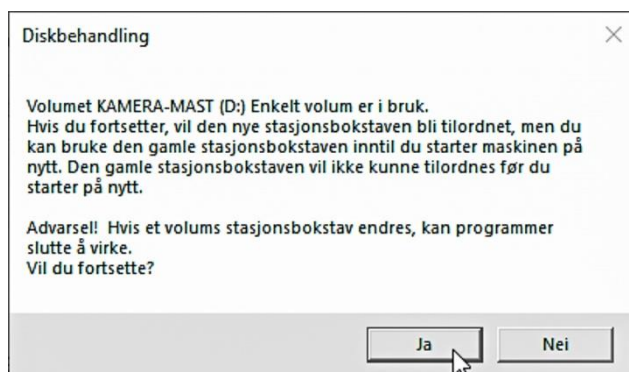 Diskbehandling
Volumet KAMERA-MAST (D:) Enkelt volum er i bruk.
Hvis du fortsetter, vil den nye stasjonsbokstaven bli tilordnet, men du
kan bruke den gamle stasjonsbokstaven inntil du starter maskinen på
nytt. Den gamle stasjonsbokstaven vil ikke kunne tilordnes før du
starter på nytt.
Advarsel!  Hvis et volums stasjonsbokstav endres, kan programmer
slutte å virke.
Vil du fortsette?
Ja
Nei